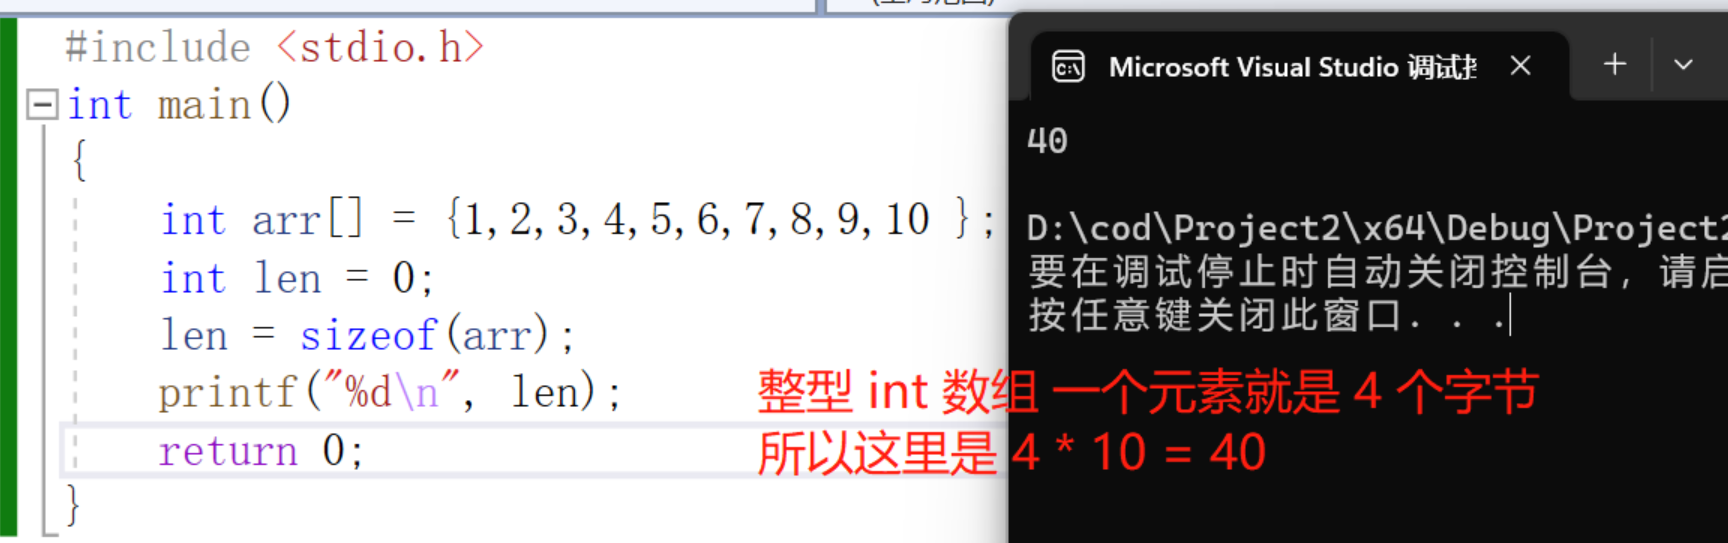 #include <stdio.h>
int main()
{
int arr[] = {1,2,3,4,5,6,7,8,9,10 };
int len = 0;
len = sizeof(arr);
printf("%d\n", len);
return 0;
}
Microsoft Visual Studio 调试
40
D:\cod\Project2\x64\Debug\Project2
要在调试停止时自动关闭控制台，请启
按任意键关闭此窗口. . .
整型 int 数组 一个元素就是 4 个字节
所以这里是 4 * 10 = 40